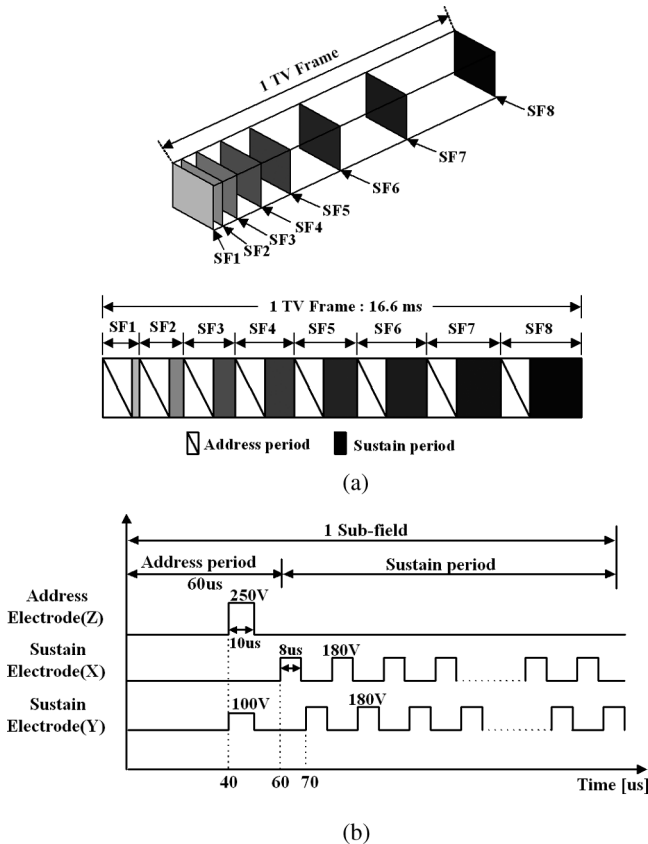 1 TV Frame
SF8
SF7
SF6
SF5
SF4
SF3
SF2
SF1
1 TV Frame : 16.6 ms
SF1 SF2 SF3 SF4 SF5 SF6 SF7 SF8
Address period Sustain period
(a)
1 Sub-field
Address period Sustain period
60us
Address
Electrode(Z)
250V
10us
Sustain
Electrode(X)
8us 180V
Sustain
Electrode(Y)
100V 180V
40 60 70 Time [us]
(b)